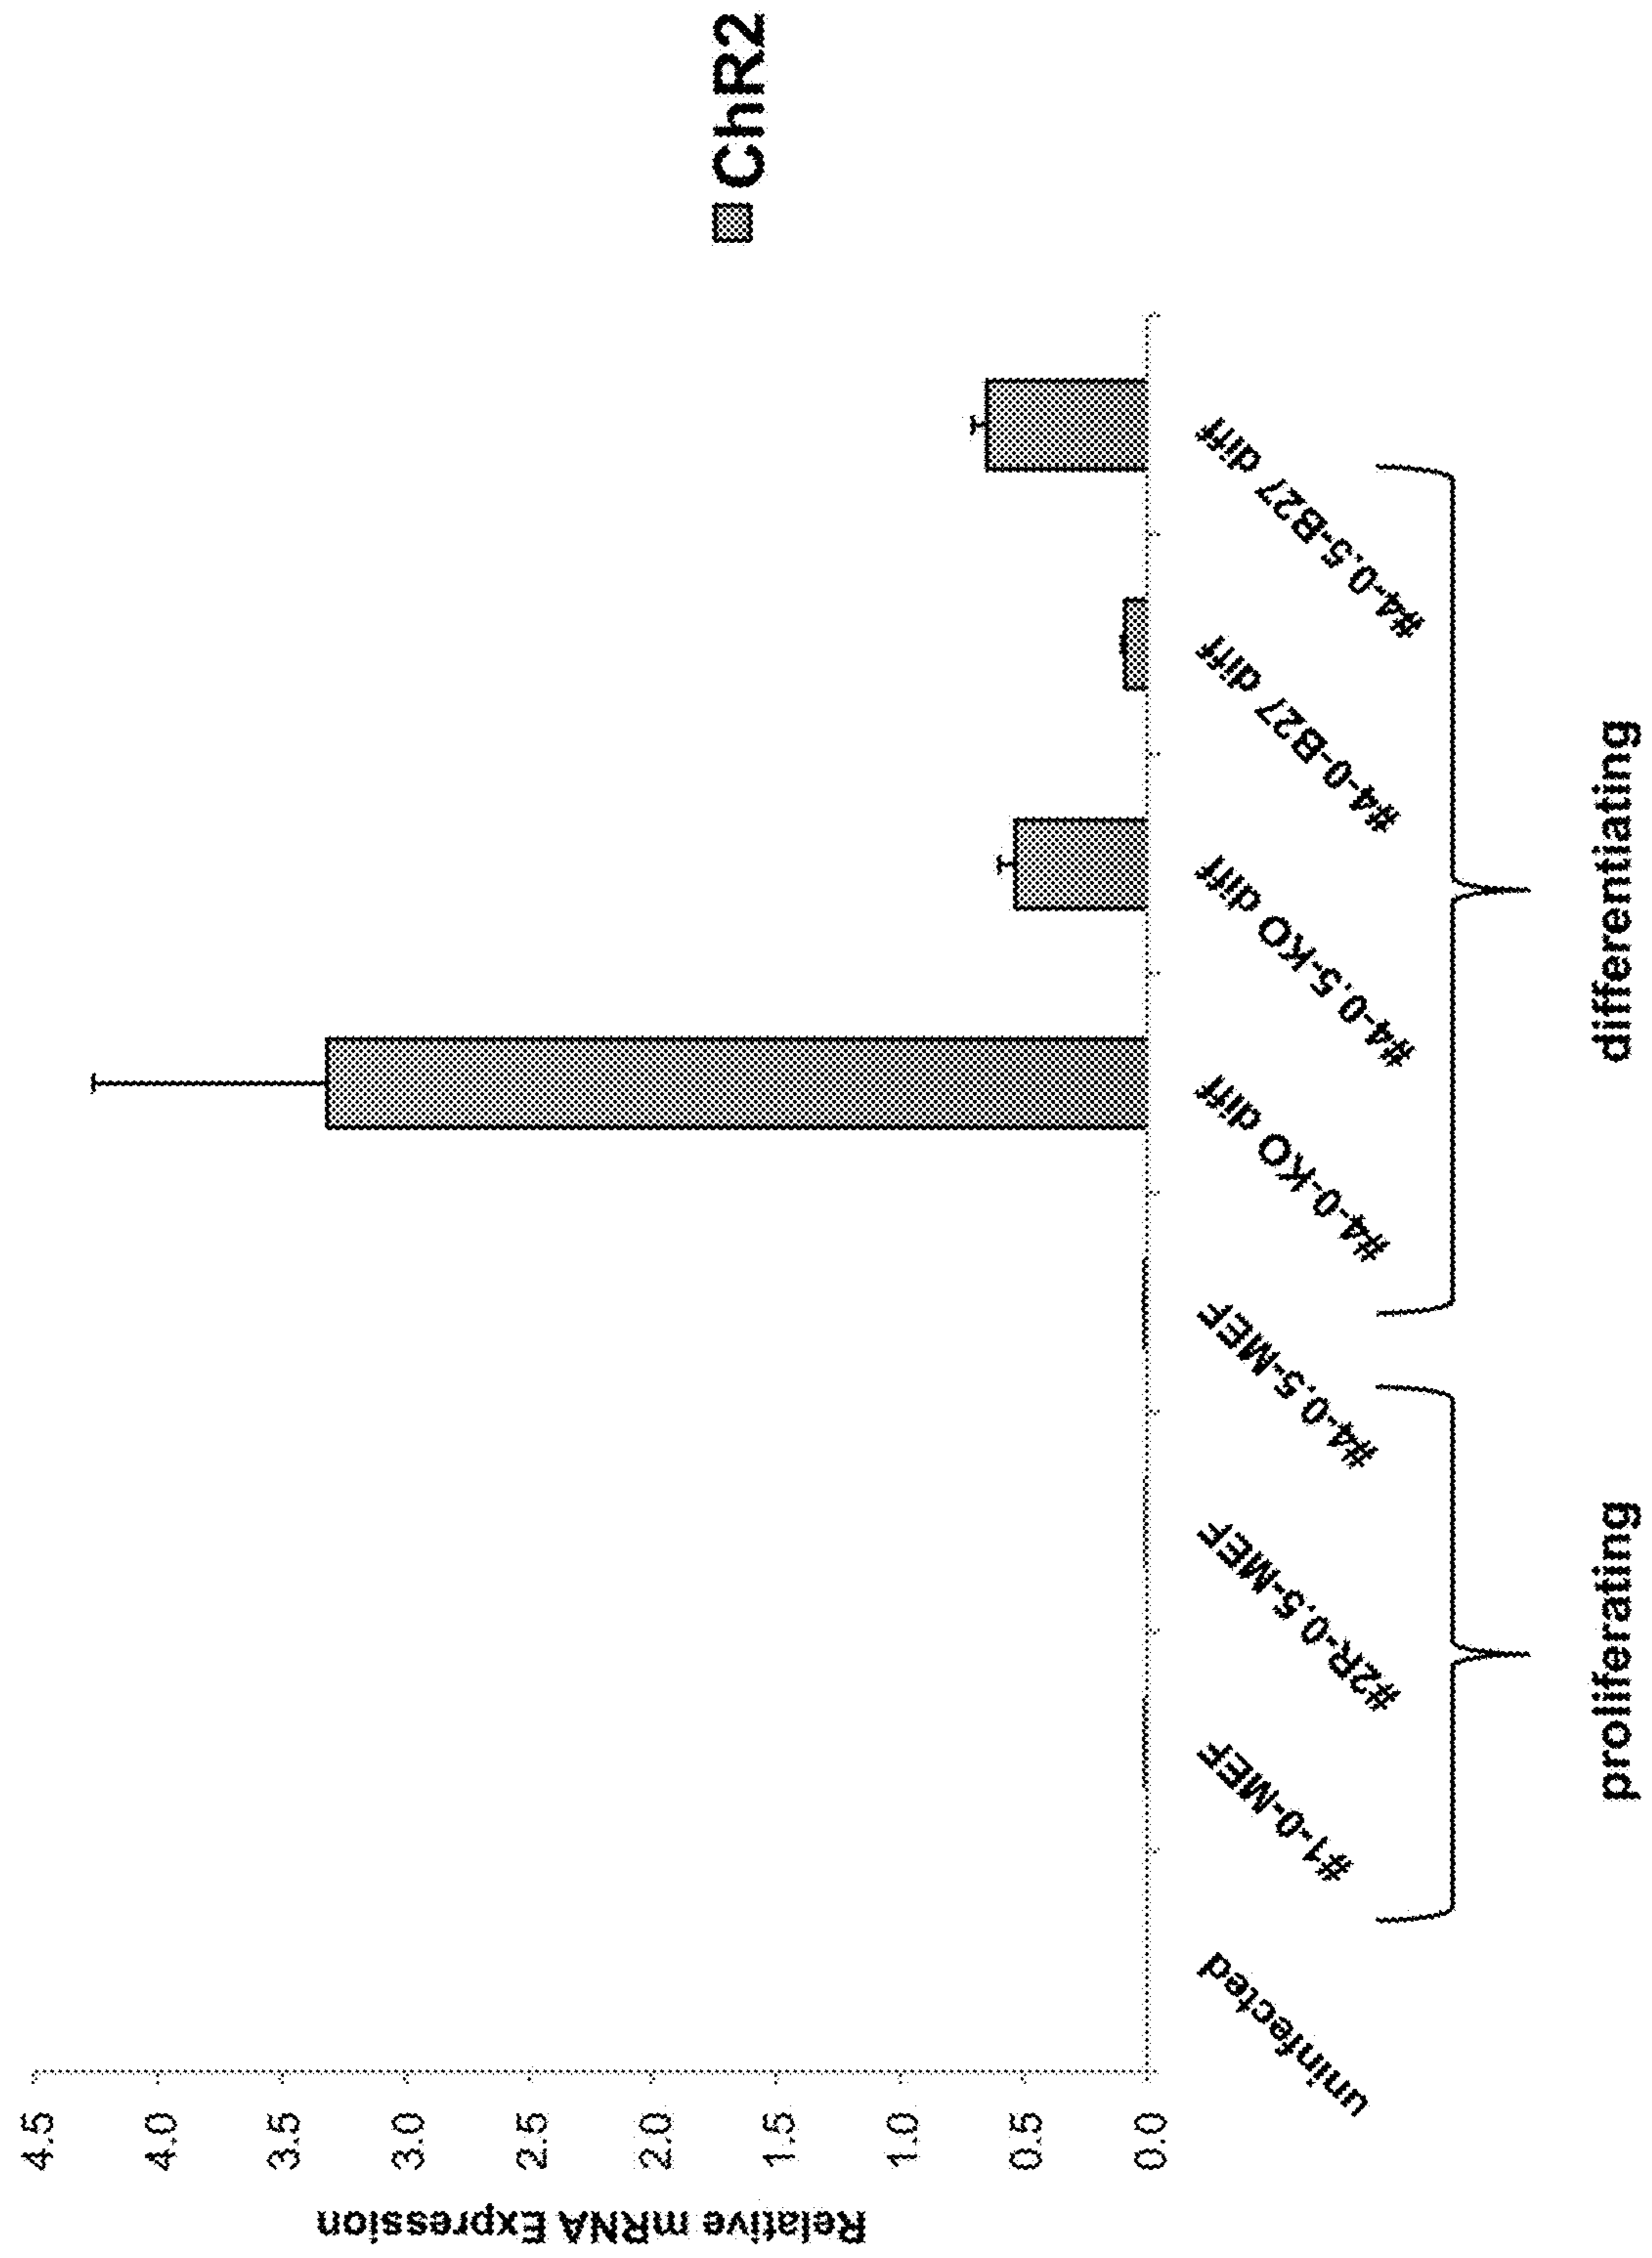 ChR2
Relative mRNA Expression
4.5
4.0
3.5
3.0
2.5
2.0
1.5
1.0
0.5
0.0
uninfected
#1-0-MEF
#2R-0.5-MEF
#4-0.5-MEF
#4-0-KO diff
#4-0.5-KO diff
#4-0-B27 diff
#4-0.5-B27 diff
proliferating
differentiating